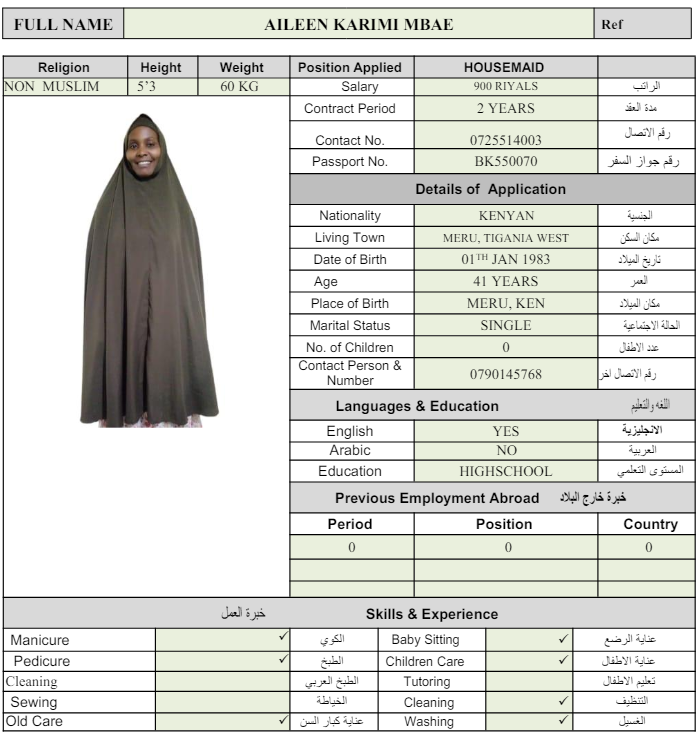 FULL NAME AILEEN KARIMI MBAE Ref
Religion Height Weight Position Applied HOUSEMAID
NON MUSLIM 5’3 60 KG Salary 900 RIYALS الراتب
Contract Period 2 YEARS مدة العقد
Contact No. 0725514003 رقم الاتصال
Passport No. BK550070 رقم جواز السفر
Details of Application
Nationality KENYAN الجنسية
Living Town MERU, TIGANIA WEST مكان السكن
Date of Birth 01TH JAN 1983 تاريخ الميلاد
Age 41 YEARS العمر
Place of Birth MERU, KEN مكان الميلاد
Marital Status SINGLE الحالة الاجتماعية
No. of Children 0 عدد الاطفال
Contact Person &
Number 0790145768 رقم الاتصال اخر
Languages & Education اللغه والتعليم
English YES الانجليزية
Arabic NO العربية
Education HIGHSCHOOL المستوى التعلمي
Previous Employment Abroad خبرة خارج البلاد
Period Position Country
0 0 0
خبرة العمل Skills & Experience
Manicure ✓ الكوي Baby Sitting ✓ عناية الرضع
Pedicure ✓ الطبخ Children Care ✓ عناية الاطفال
Cleaning الطبخ العربي Tutoring تعليم الاطفال
Sewing الخياطة Cleaning ✓ التنظيف
Old Care ✓ عناية كبار السن Washing ✓ الغسيل